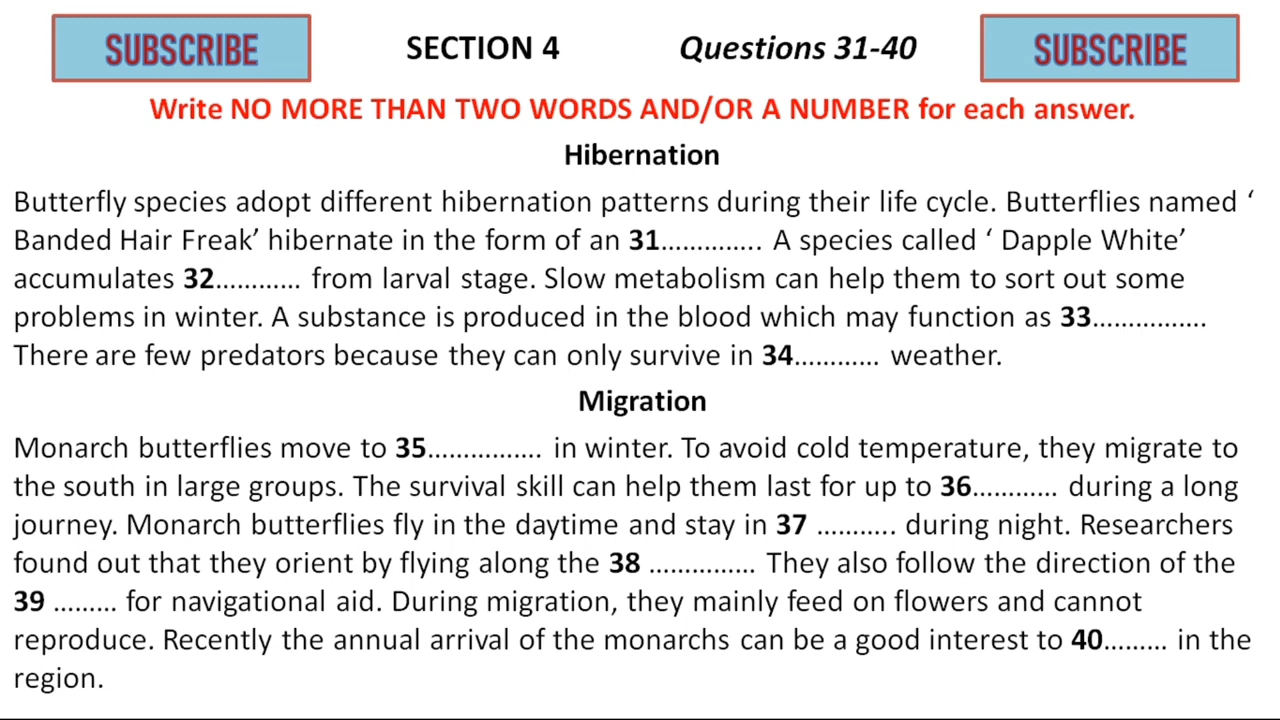 SUBSCRIBE SECTION 4 Questions 31-40 SUBSCRIBE
Write NO MORE THAN TWO WORDS AND/OR A NUMBER for each answer.
Hibernation
Butterfly species adopt different hibernation patterns during their life cycle. Butterflies named ‘
Banded Hair Freak’ hibernate in the form of an 31.............. A species called ‘ Dapple White’
accumulates 32............ from larval stage. Slow metabolism can help them to sort out some
problems in winter. A substance is produced in the blood which may function as 33................
There are few predators because they can only survive in 34............ weather.
Migration
Monarch butterflies move to 35................ in winter. To avoid cold temperature, they migrate to
the south in large groups. The survival skill can help them last for up to 36............ during a long
journey. Monarch butterflies fly in the daytime and stay in 37 ........... during night. Researchers
found out that they orient by flying along the 38 ............... They also follow the direction of the
39 ......... for navigational aid. During migration, they mainly feed on flowers and cannot
reproduce. Recently the annual arrival of the monarchs can be a good interest to 40......... in the
region.